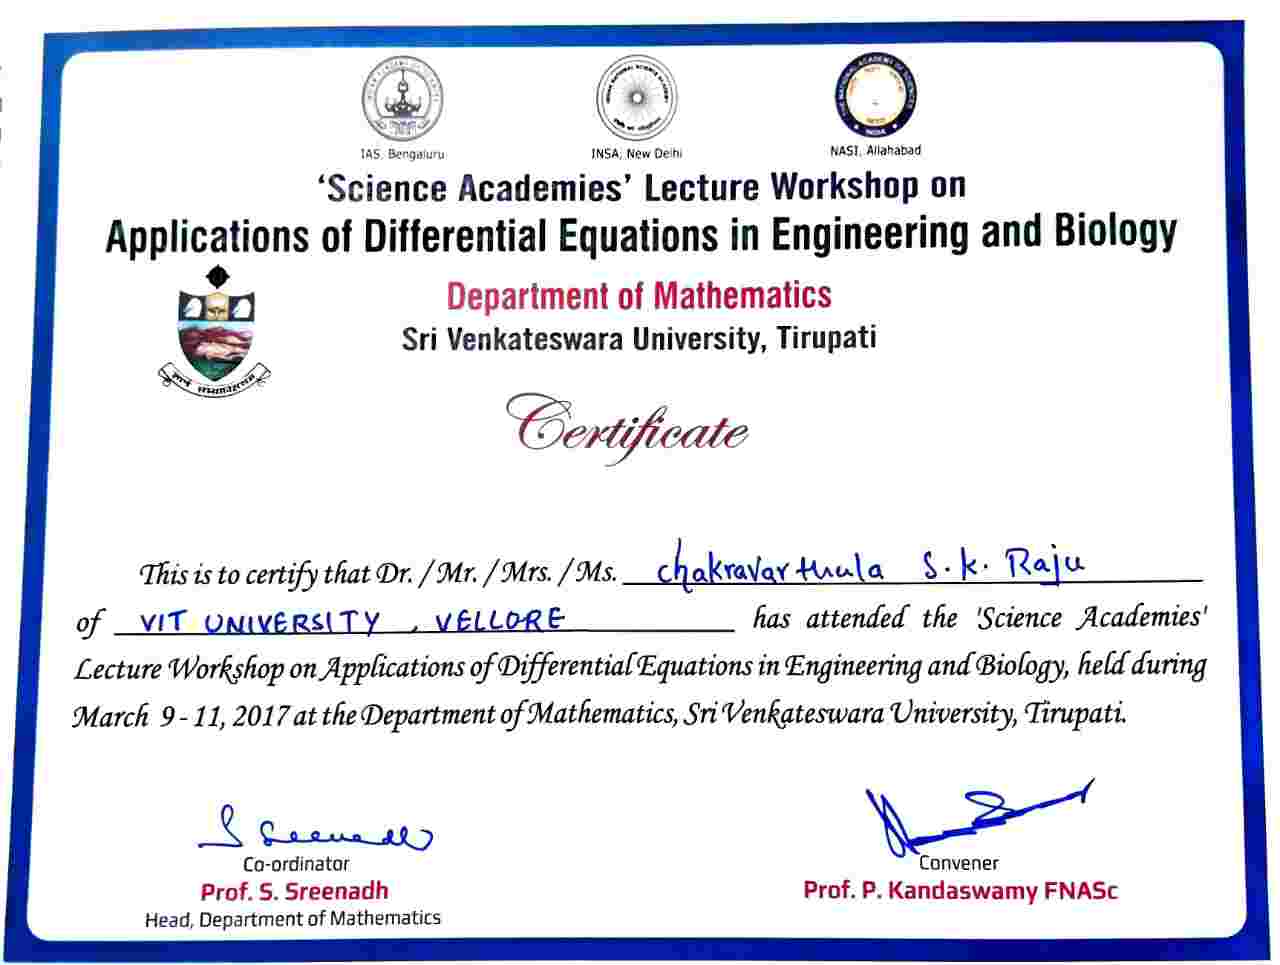 IAS, Bengaluru
INSA, New Delhi
NASI, Allahabad
‘Science Academies’ Lecture Workshop on
Applications of Differential Equations in Engineering and Biology
Department of Mathematics
Sri Venkateswara University, Tirupati
Certificate
This is to certify that Dr. / Mr. / Mrs. / Ms. Chakravarthula S.K. Raju
of VIT UNIVERSITY, VELLORE has attended the 'Science Academies'
Lecture Workshop on Applications of Differential Equations in Engineering and Biology, held during
March 9 - 11, 2017 at the Department of Mathematics, Sri Venkateswara University, Tirupati.
S Sreenadh
Co-ordinator
Prof. S. Sreenadh
Head, Department of Mathematics
Convener
Prof. P. Kandaswamy FNASc